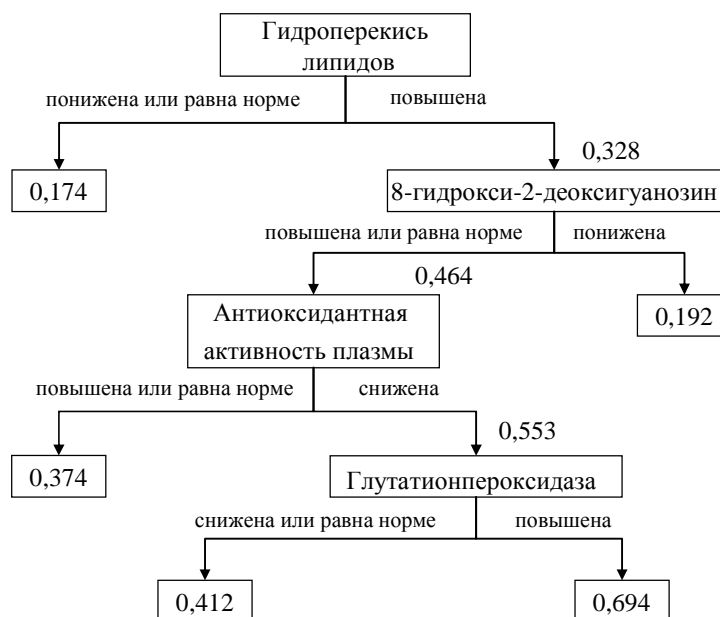 Гидроперекись
липидов
понижена или равна норме
повышена
0,328
0,174
8-гидрокси-2-деоксигуанозин
повышена или равна норме
понижена
0,464
Антиоксидантная
активность плазмы
0,192
повышена или равна норме
снижена
0,553
0,374
Глутатионпероксидаза
снижена или равна норме
повышена
0,412
0,694